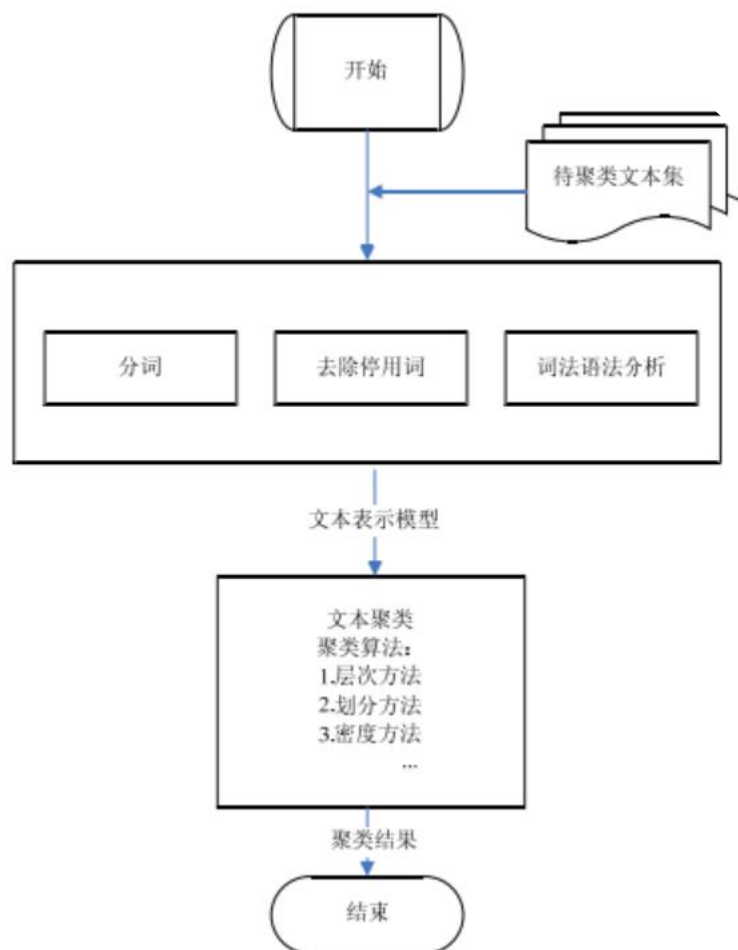 开始
待聚类文本集
分词
去除停用词
词法语法分析
文本表示模型
文本聚类
聚类算法：
1.层次方法
2.划分方法
3.密度方法
...
聚类结果
结束